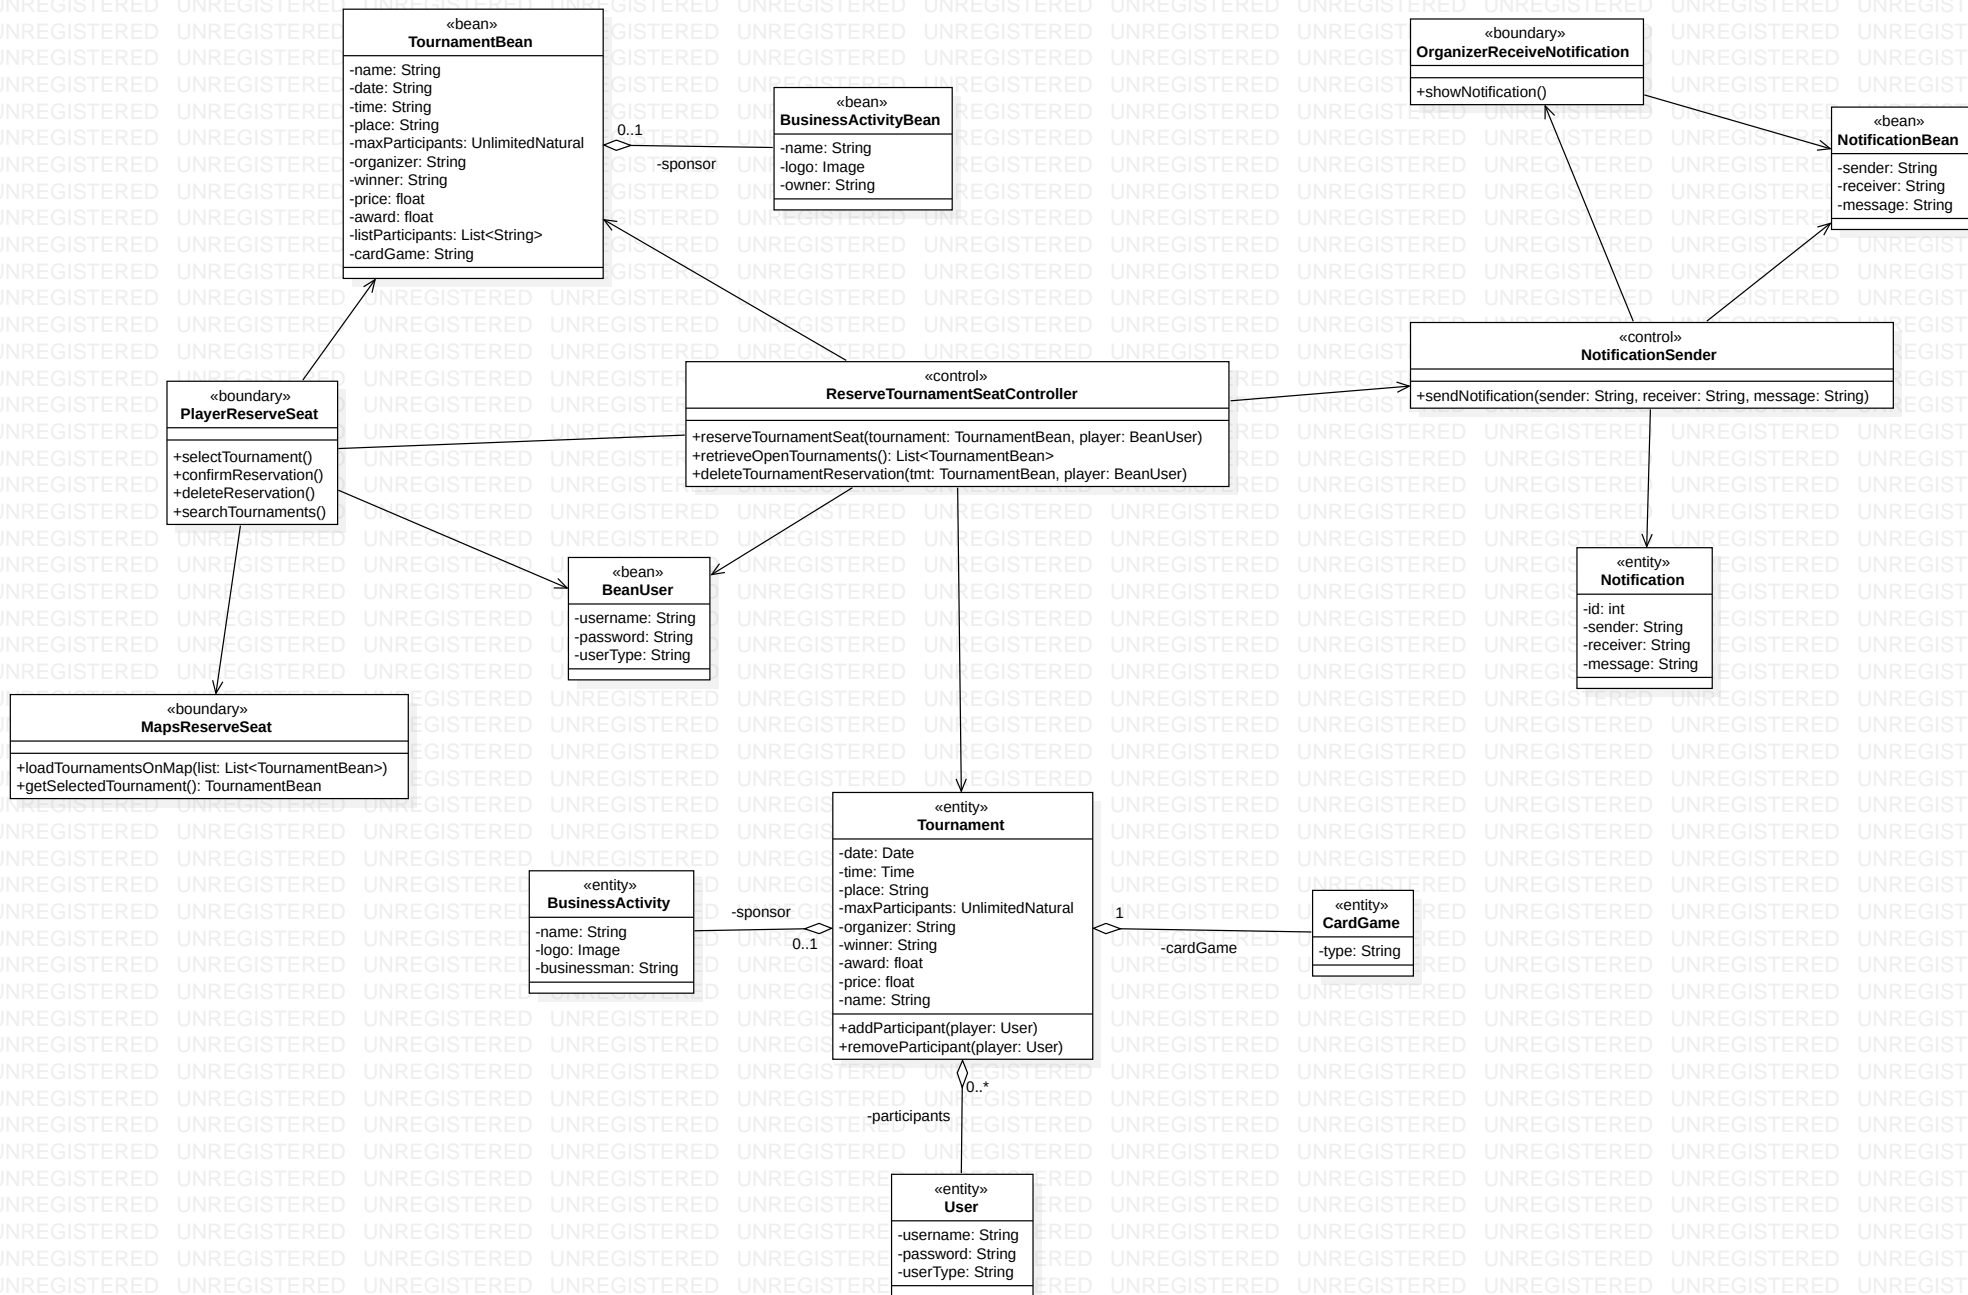 «bean»
TournamentBean
-name: String
-date: String
-time: String
-place: String
-maxParticipants: UnlimitedNatural
-organizer: String
-winner: String
-price: float
-award: float
-listParticipants: List<String>
-cardGame: String
0..1
-sponsor
«bean»
BusinessActivityBean
-name: String
-logo: Image
-owner: String
«boundary»
OrganizerReceiveNotification
+showNotification()
«bean»
NotificationBean
-sender: String
-receiver: String
-message: String
«boundary»
PlayerReserveSeat
+selectTournament()
+confirmReservation()
+deleteReservation()
+searchTournaments()
«control»
ReserveTournamentSeatController
+reserveTournamentSeat(tournament: TournamentBean, player: BeanUser)
+retrieveOpenTournaments(): List<TournamentBean>
+deleteTournamentReservation(tmt: TournamentBean, player: BeanUser)
«control»
NotificationSender
+sendNotification(sender: String, receiver: String, message: String)
«bean»
BeanUser
-username: String
-password: String
-userType: String
«entity»
Notification
-id: int
-sender: String
-receiver: String
-message: String
«boundary»
MapsReserveSeat
+loadTournamentsOnMap(list: List<TournamentBean>)
+getSelectedTournament(): TournamentBean
«entity»
BusinessActivity
-name: String
-logo: Image
-businessman: String
-sponsor
0..1
«entity»
Tournament
-date: Date
-time: Time
-place: String
-maxParticipants: UnlimitedNatural
-organizer: String
-winner: String
-award: float
-price: float
-name: String
+addParticipant(player: User)
+removeParticipant(player: User)
1
-cardGame
«entity»
CardGame
-type: String
0..*
-participants
«entity»
User
-username: String
-password: String
-userType: String
UNREGISTERED